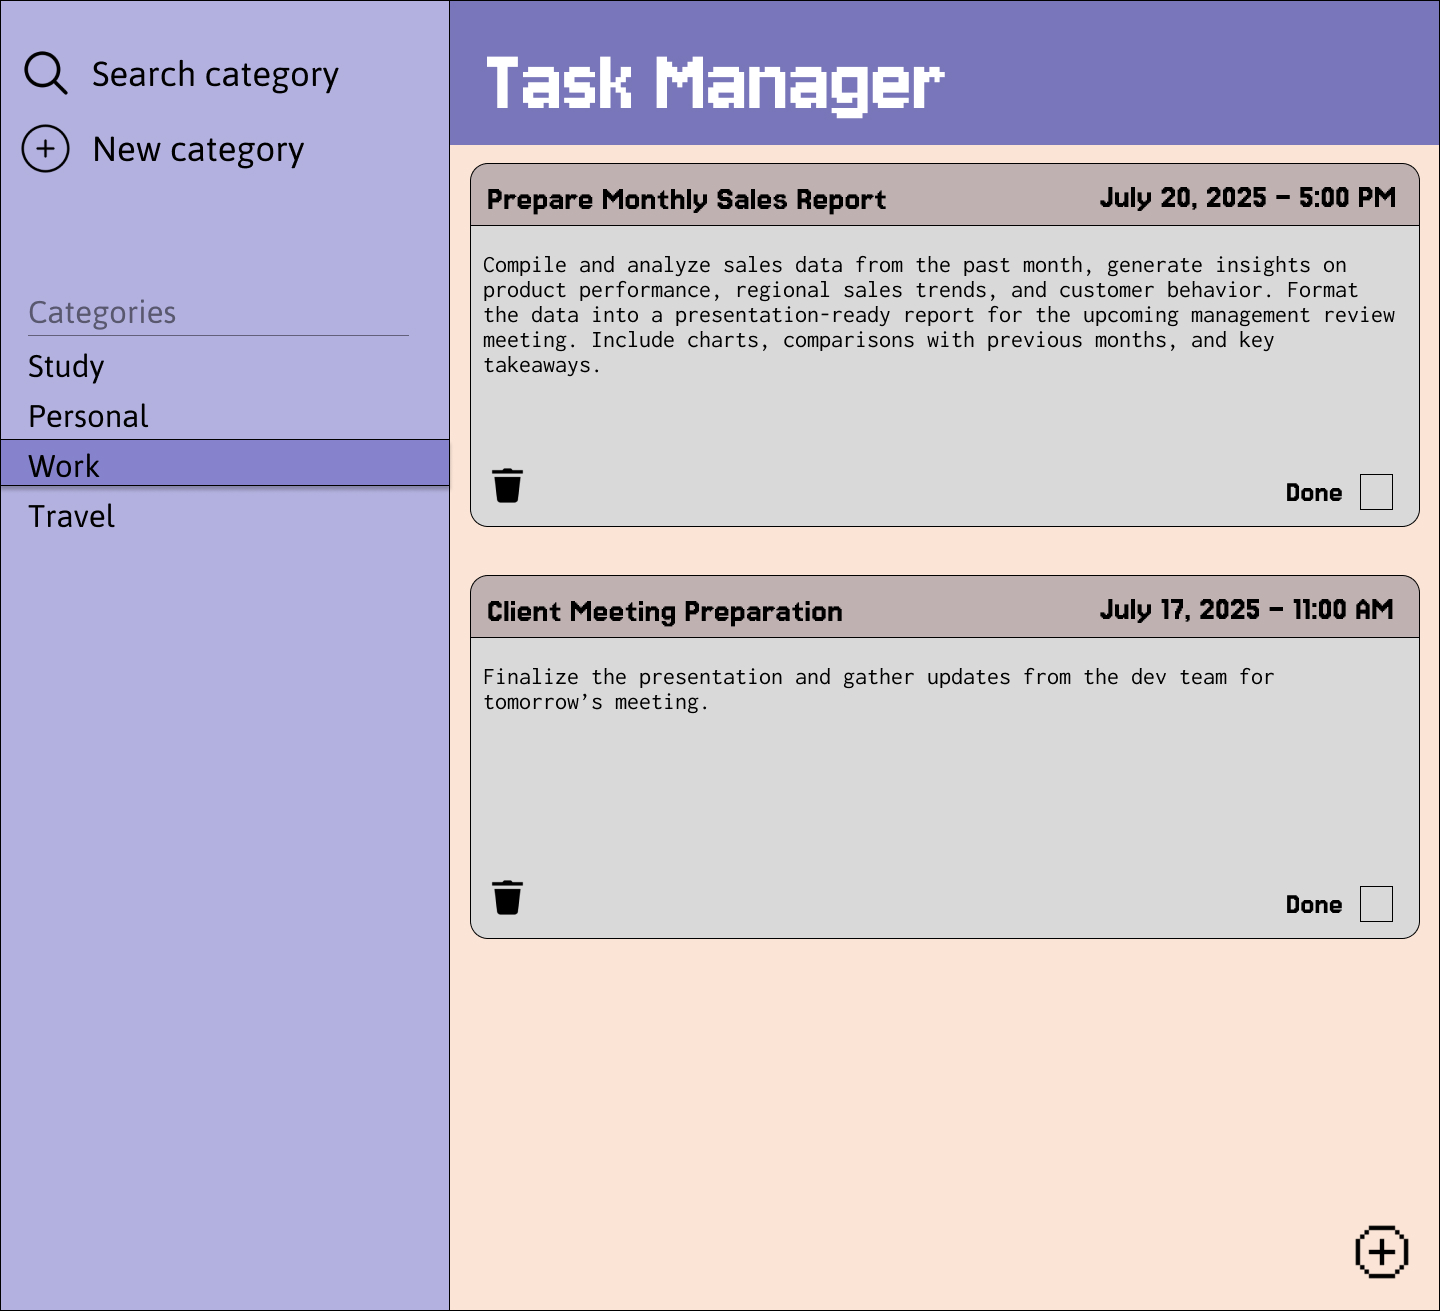 Search category
New category
Categories
Study
Personal
Work
Travel
Task Manager
Prepare Monthly Sales Report
July 20, 2025 – 5:00 PM
Compile and analyze sales data from the past month, generate insights on
product performance, regional sales trends, and customer behavior. Format
the data into a presentation-ready report for the upcoming management review
meeting. Include charts, comparisons with previous months, and key
takeaways.
Done
Client Meeting Preparation
July 17, 2025 – 11:00 AM
Finalize the presentation and gather updates from the dev team for
tomorrow’s meeting.
Done